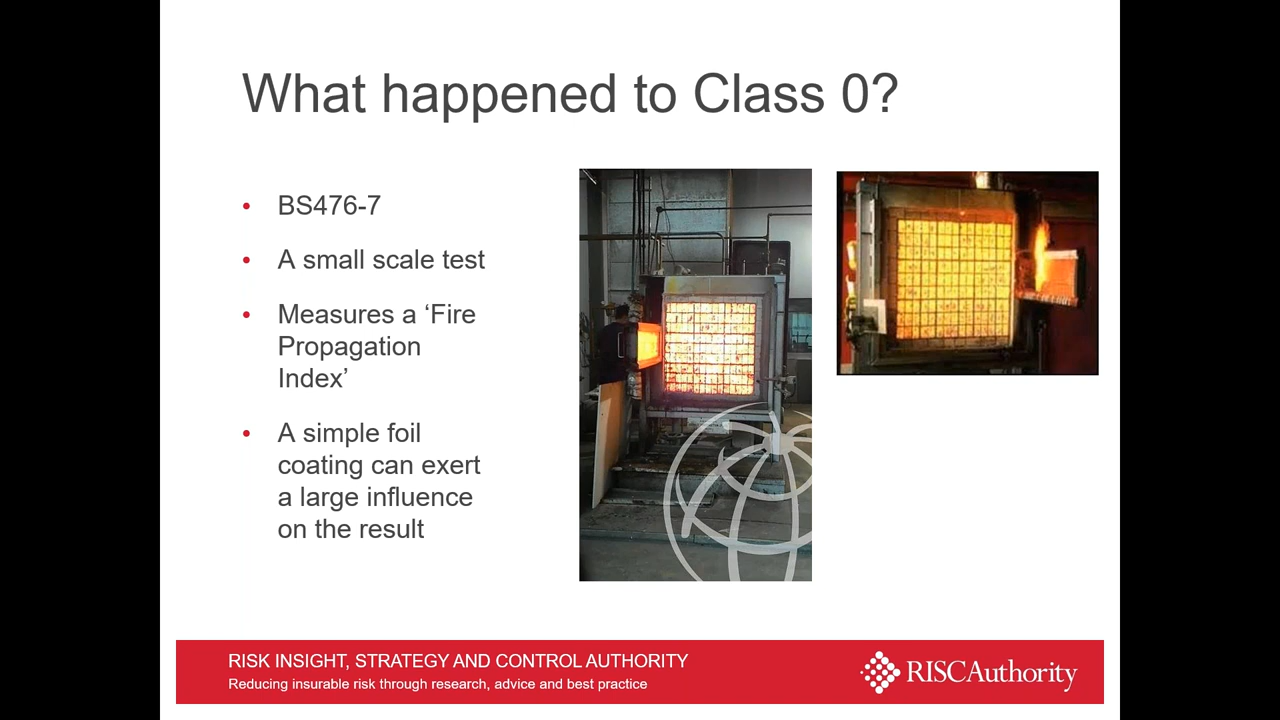 What happened to Class 0?
• BS476-7
• A small scale test
• Measures a ‘Fire
Propagation
Index’
• A simple foil
coating can exert
a large influence
on the result
RISK INSIGHT, STRATEGY AND CONTROL AUTHORITY
Reducing insurable risk through research, advice and best practice
RISCAuthority